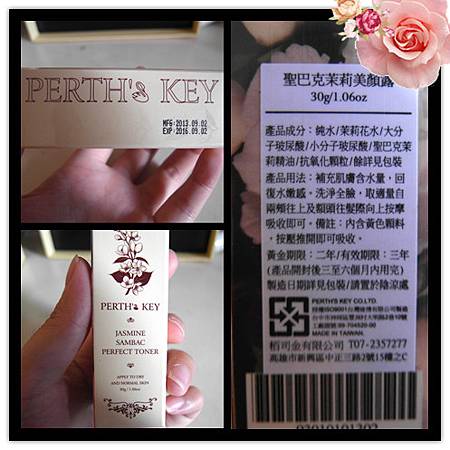 PERTH's KEY
MFG:2013.09.02
EXP:2016.09.02
PERTH's KEY
JASMINE
SAMBAC
PERFECT TONER
APPLY TO DRY
AND NORMAL SKIN
30g/1.06oz
聖巴克茉莉美顏露
30g/1.06oz
產品成分：純水/茉莉花水/大分
子玻尿酸/小分子玻尿酸/聖巴克茉
莉精油/抗氧化顆粒/餘詳見包裝
產品用法：補充肌膚含水量，回
復水嫩感。洗淨全臉，取適量自
兩頰往上及額頭往髮際向上按摩
吸收即可。備註：內含黃色顆粒，
按壓推開即可吸收。
黃金期限：二年/有效期限：三年
(產品開封後三至六個月內用完)
製造日期詳見包裝/請置於陰涼處
PERTH'S KEY CO.LTD.
MADE IN TAIWAN.
栢司金有限公司 T07-2357277
高雄市新興區中正三路2號15樓之C